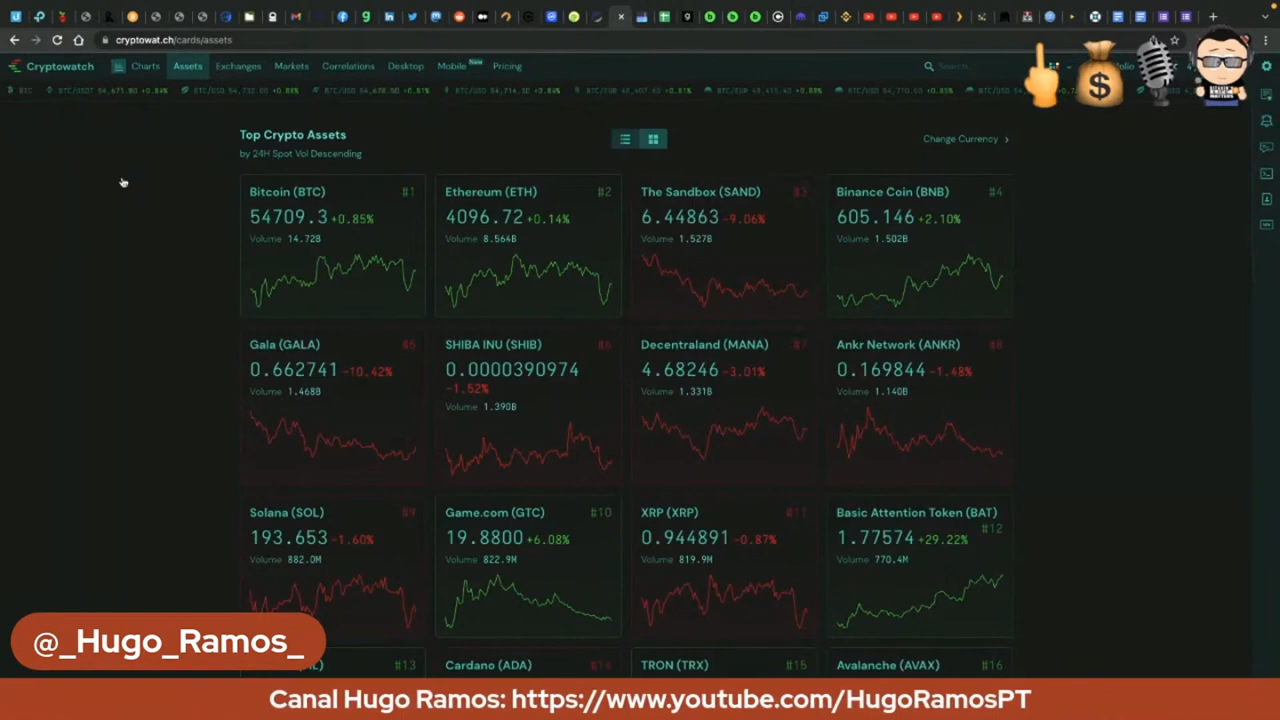 cryptowat.ch/cards/assets
Cryptowatch Charts Assets Exchanges Markets Correlations Desktop Mobile New Pricing Search
Top Crypto Assets
by 24H Spot Vol Descending
Change Currency
Bitcoin (BTC) #1
54709.3 +0.85%
Volume 14.72B
Ethereum (ETH) #2
4096.72 +0.14%
Volume 8.564B
The Sandbox (SAND) #3
6.44863 -9.06%
Volume 1.527B
Binance Coin (BNB) #4
605.146 +2.10%
Volume 1.502B
Gala (GALA) #5
0.662741 -10.42%
Volume 1.468B
SHIBA INU (SHIB) #6
0.0000390974
-1.52%
Volume 1.390B
Decentraland (MANA) #7
4.68246 -3.01%
Volume 1.331B
Ankr Network (ANKR) #8
0.169844 -1.48%
Volume 1.140B
Solana (SOL) #9
193.653 -1.60%
Volume 882.0M
Game.com (GTC) #10
19.8800 +6.08%
Volume 822.9M
XRP (XRP) #11
0.944891 -0.87%
Volume 819.9M
Basic Attention Token (BAT)
#12
1.77574 +29.22%
Volume 770.4M
#13
Cardano (ADA) #14
TRON (TRX) #15
Avalanche (AVAX) #16
@_Hugo_Ramos_
Canal Hugo Ramos: https://www.youtube.com/HugoRamosPT